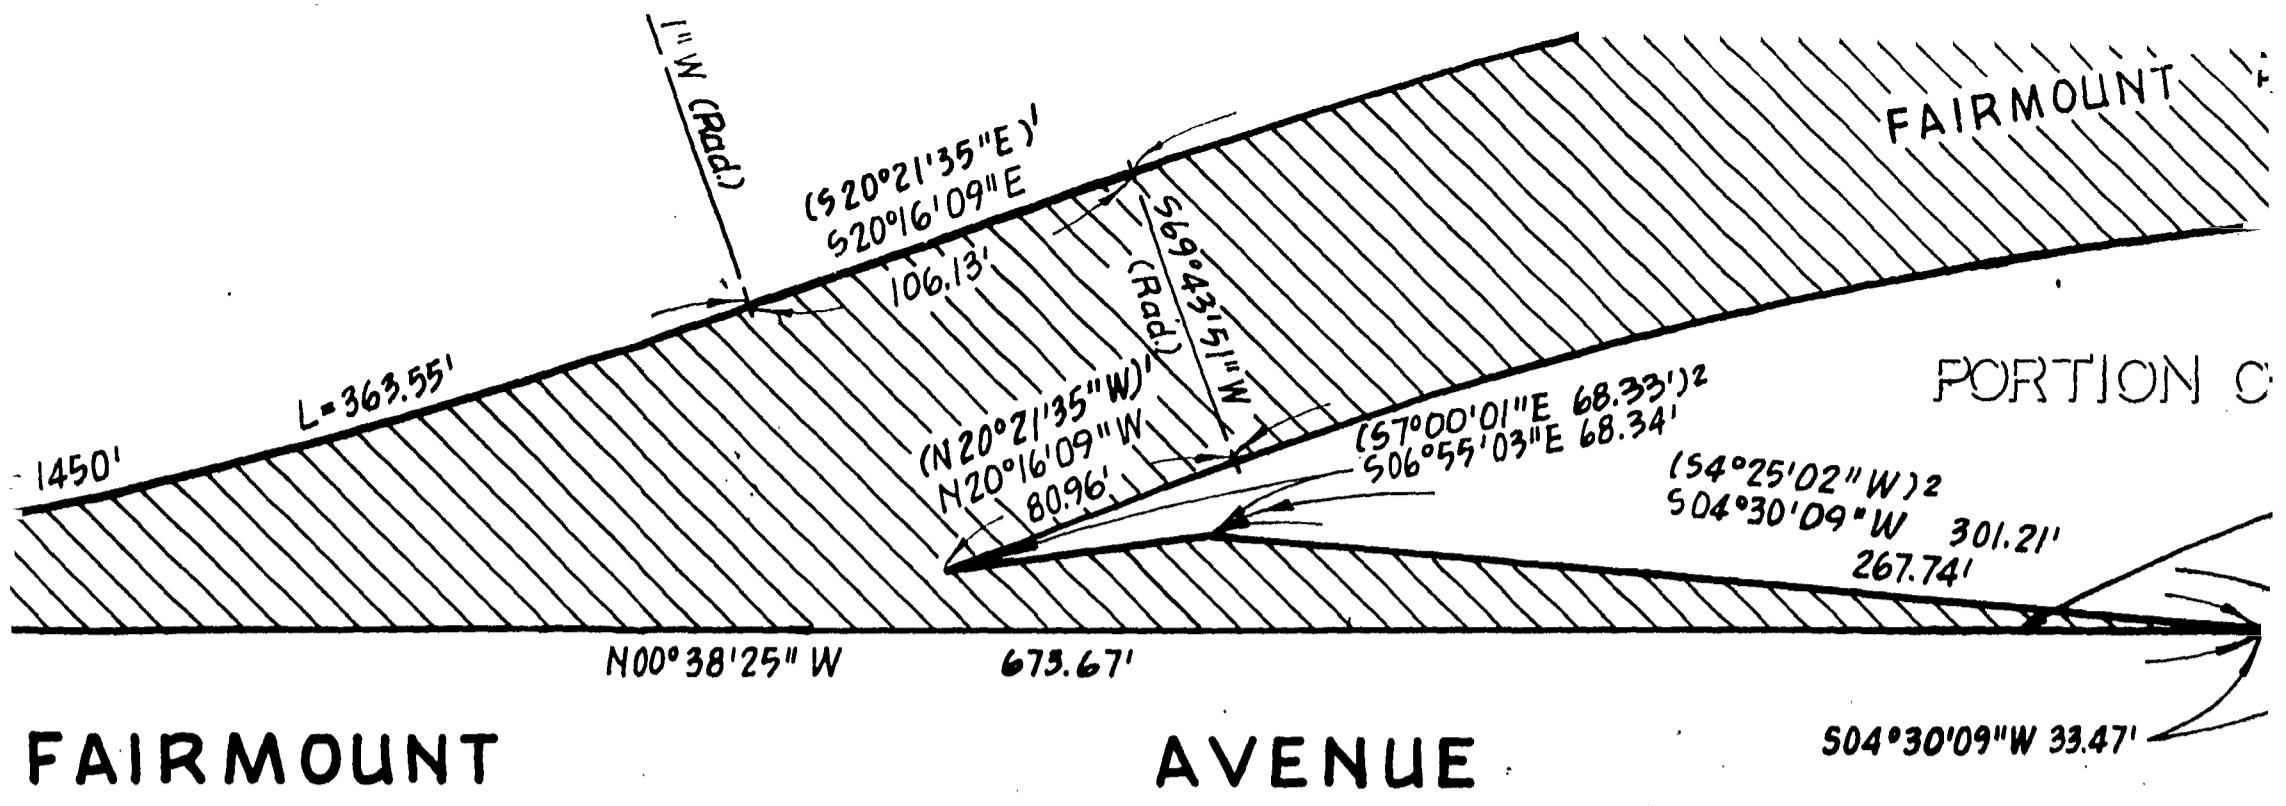 1"W (Rad.)
FAIRMOUNT
(S20°21'35"E)'
S20°16'09"E
106.13'
S69°43'51"W
(Rad.)
L=363.55'
1450'
(N20°21'35"W)'
N20°16'09"W
80.96'
PORTION
(S7°00'01"E 68.33')2
S06°55'03"E 68.34'
(S4°25'02"W)2
S04°30'09"W 301.21'
267.74'
N00°38'25"W 673.67'
FAIRMOUNT AVENUE
S04°30'09"W 33.47'